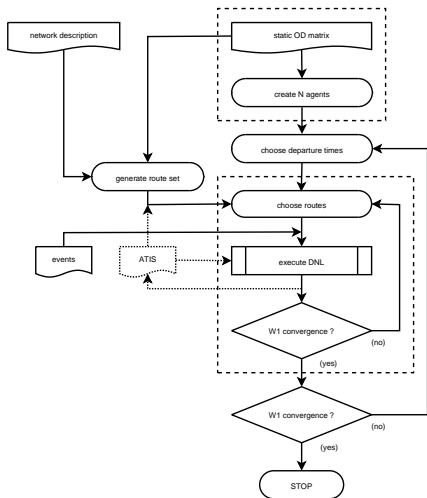 network description
static OD matrix
create N agents
choose departure times
generate route set
choose routes
events
ATIS
execute DNL
W1 convergence ?
(no)
(yes)
W1 convergence ?
(no)
(yes)
STOP